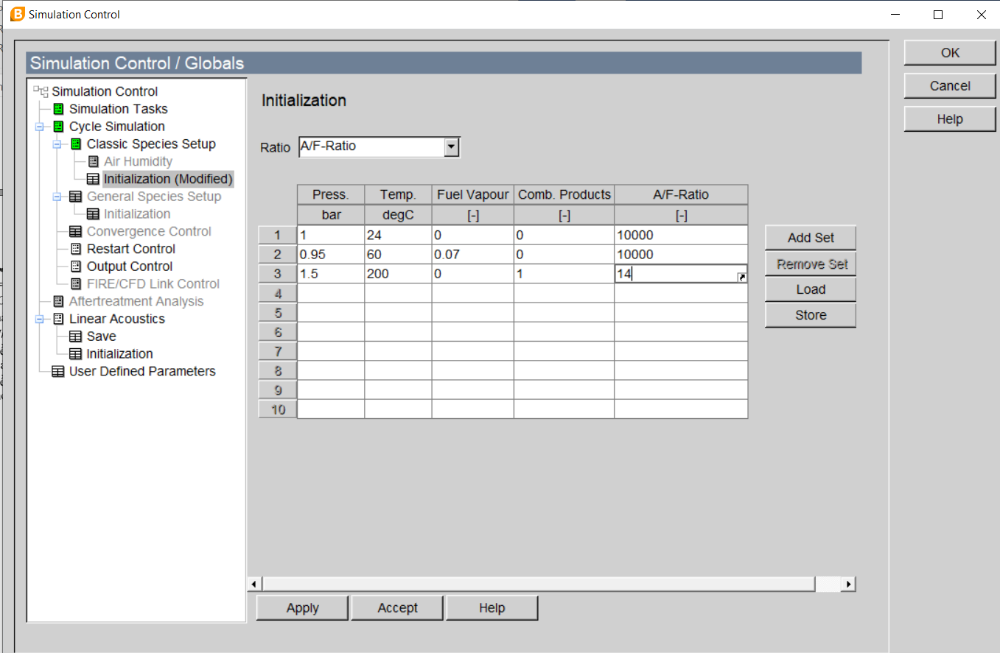 Simulation Control
Simulation Control / Globals
OK
Cancel
Help
Simulation Control
Simulation Tasks
Cycle Simulation
Classic Species Setup
Air Humidity
Initialization (Modified)
General Species Setup
Initialization
Convergence Control
Restart Control
Output Control
FIRE/CFD Link Control
Aftertreatment Analysis
Linear Acoustics
Save
Initialization
User Defined Parameters
Initialization
Ratio A/F-Ratio
Press. Temp. Fuel Vapour Comb. Products A/F-Ratio
bar degC [-] [-] [-]
1 1 24 0 0 10000
2 0.95 60 0.07 0 10000
3 1.5 200 0 1 14
4
5
6
7
8
9
10
Add Set
Remove Set
Load
Store
Apply Accept Help